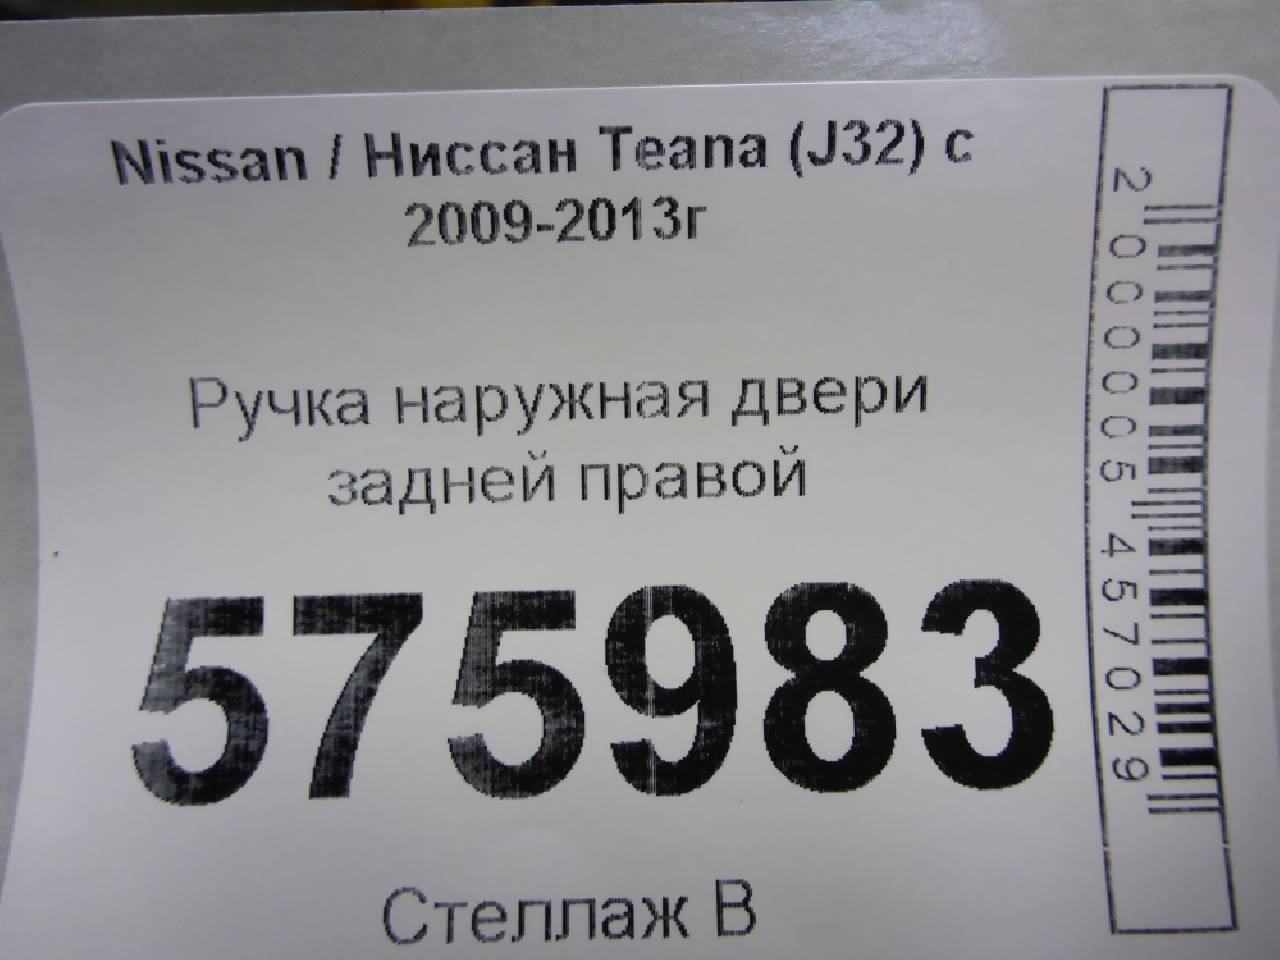 Nissan / Ниссан Teana (J32) с
2009-2013г
Ручка наружная двери
задней правой
575983
Стеллаж В
2000005457029